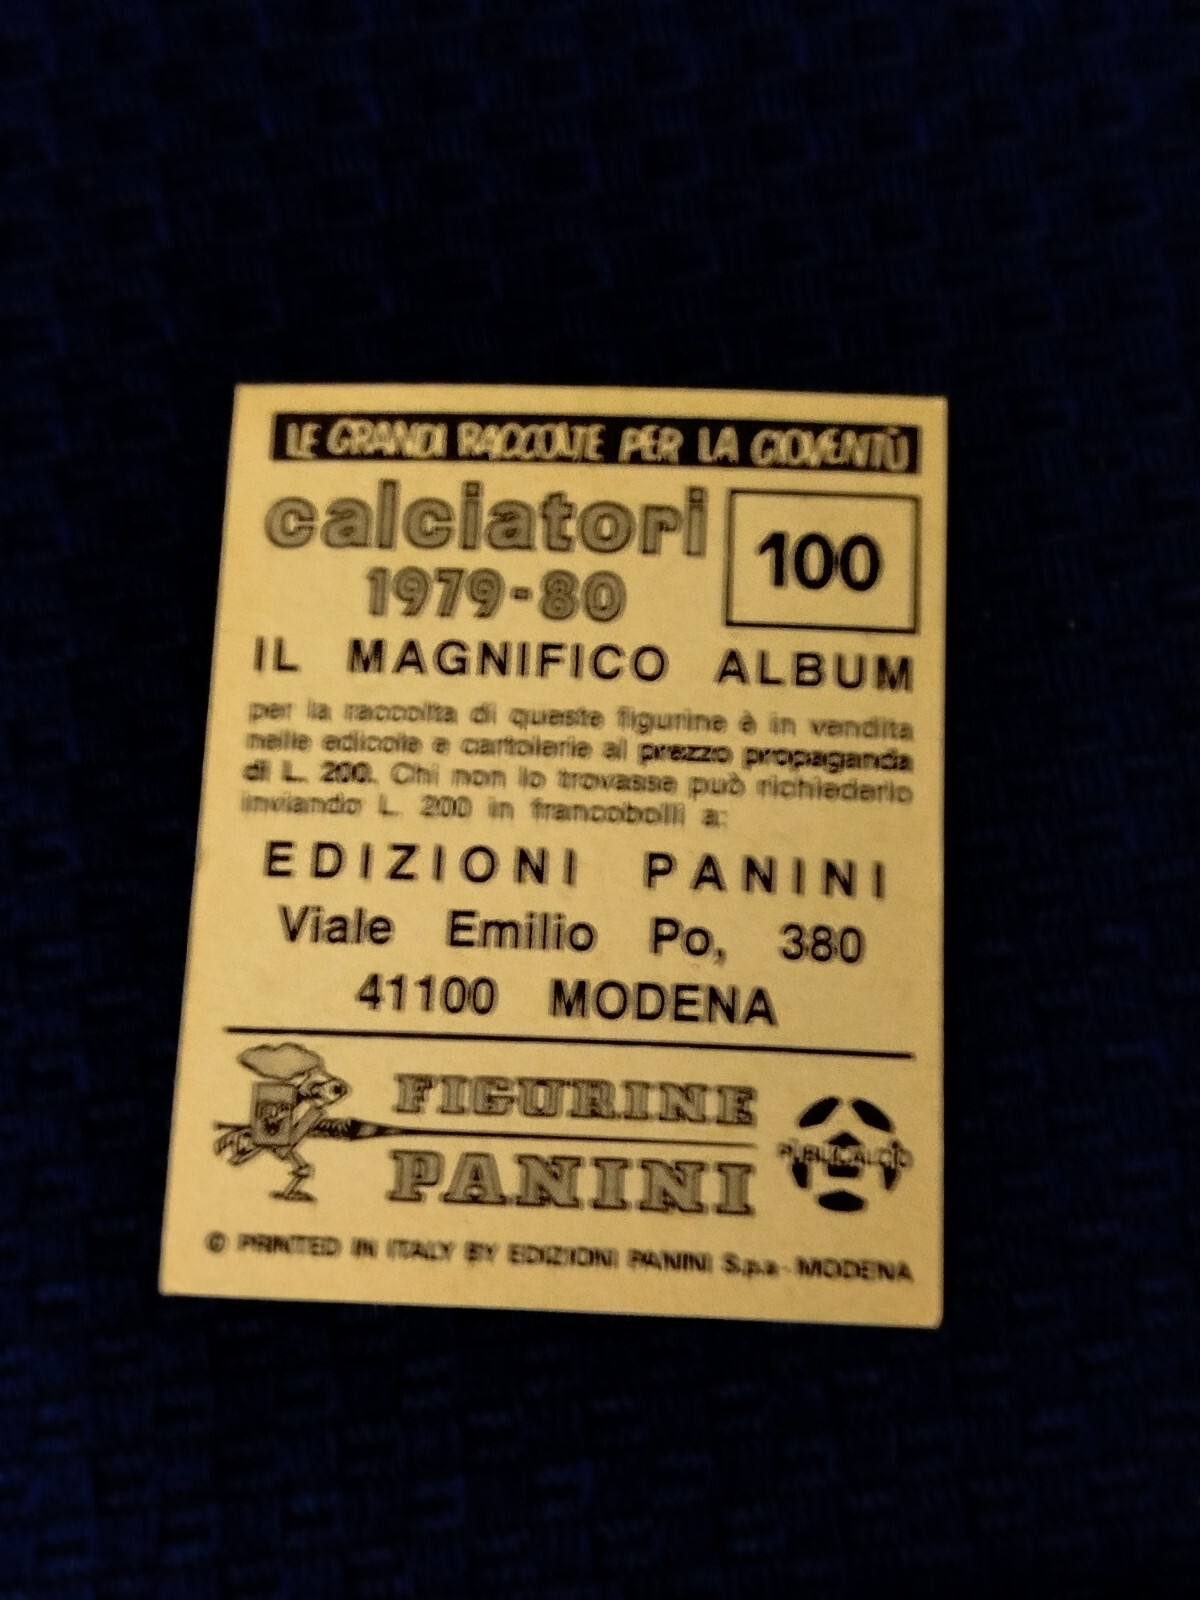 LE GRANDI RACCOLTE PER LA GIOVENTÙ
calciatori
1979-80
100
IL MAGNIFICO ALBUM
per la raccolta di queste figurine è in vendita
nelle edicole e cartolerie al prezzo propaganda
di L. 200. Chi non lo trovasse può richiederlo
inviando L. 200 in francobolli a:
EDIZIONI PANINI
Viale Emilio Po, 380
41100 MODENA
FIGURINE
PANINI
PUBLICALCIO
© PRINTED IN ITALY BY EDIZIONI PANINI S.p.a - MODENA